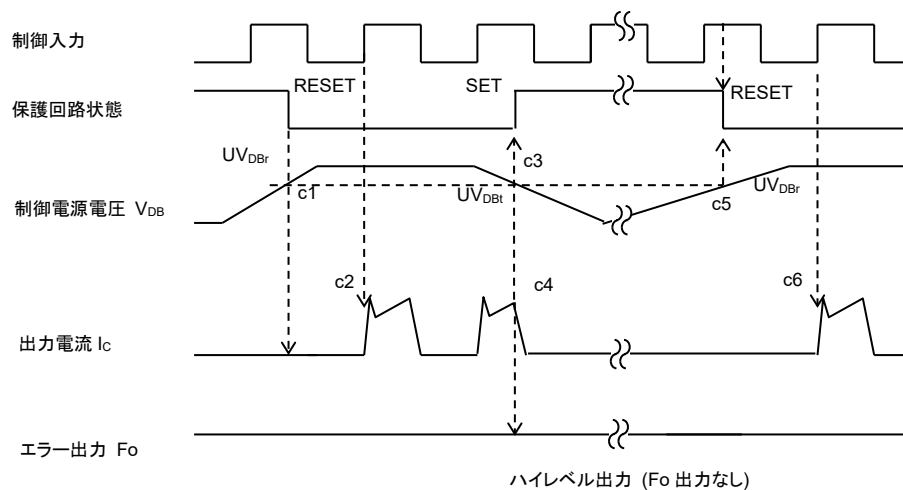 制御入力
RESET
SET
RESET
保護回路状態
UVDBr
c3
c1
UVDBt
c5
UVDBr
制御電源電圧 VDB
c2
c4
c6
出力電流 IC
エラー出力 Fo
ハイレベル出力 (Fo 出力なし)